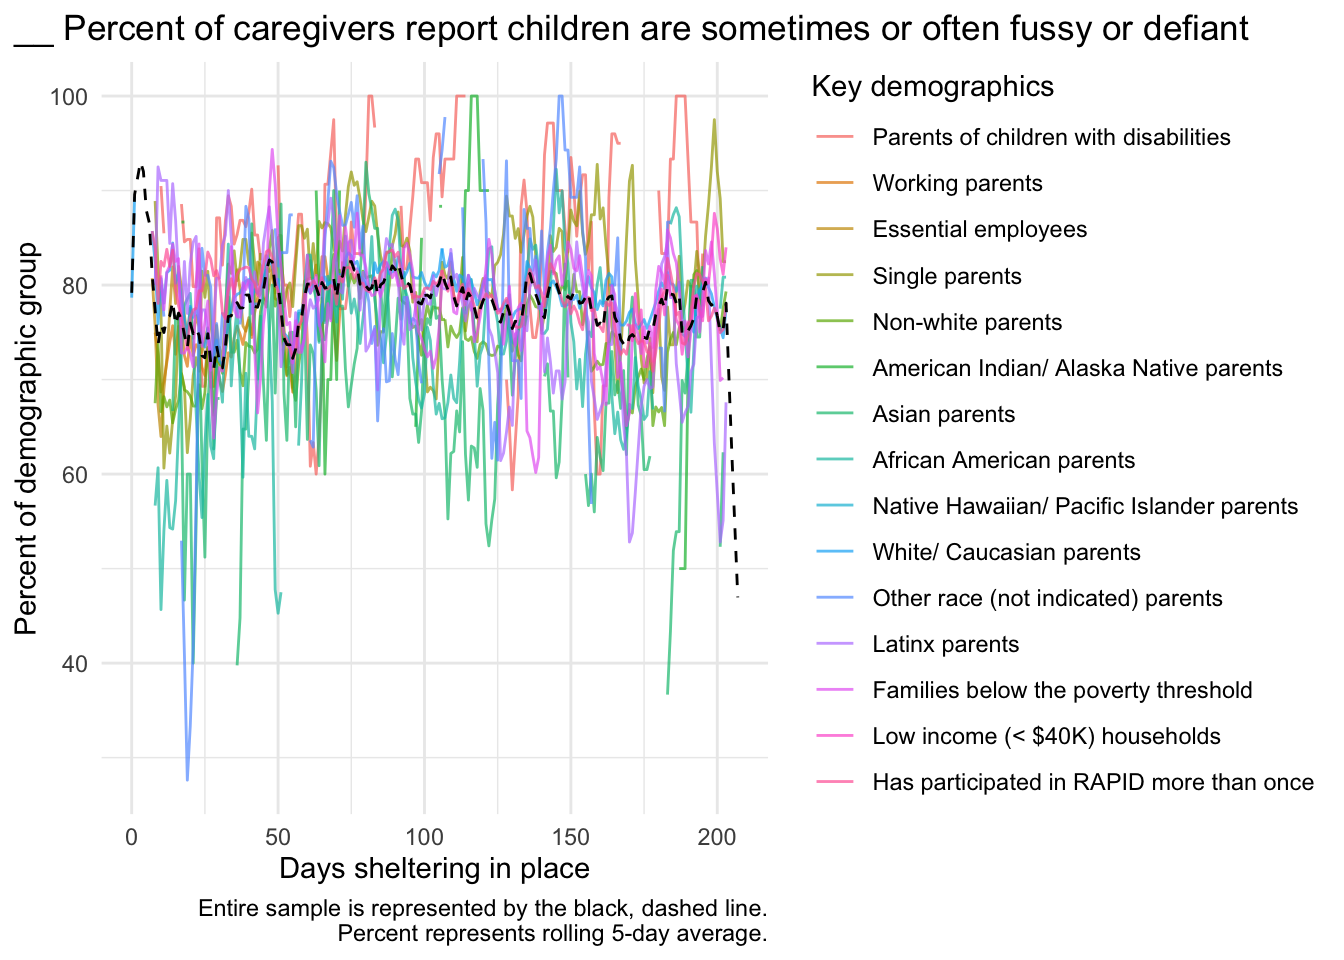 __ Percent of caregivers report children are sometimes or often fussy or defiant
Percent of demographic group
100
80
60
40
0
50
100
150
200
Days sheltering in place
Entire sample is represented by the black, dashed line.
Percent represents rolling 5-day average.
Key demographics
Parents of children with disabilities
Working parents
Essential employees
Single parents
Non-white parents
American Indian/ Alaska Native parents
Asian parents
African American parents
Native Hawaiian/ Pacific Islander parents
White/ Caucasian parents
Other race (not indicated) parents
Latinx parents
Families below the poverty threshold
Low income (< $40K) households
Has participated in RAPID more than once